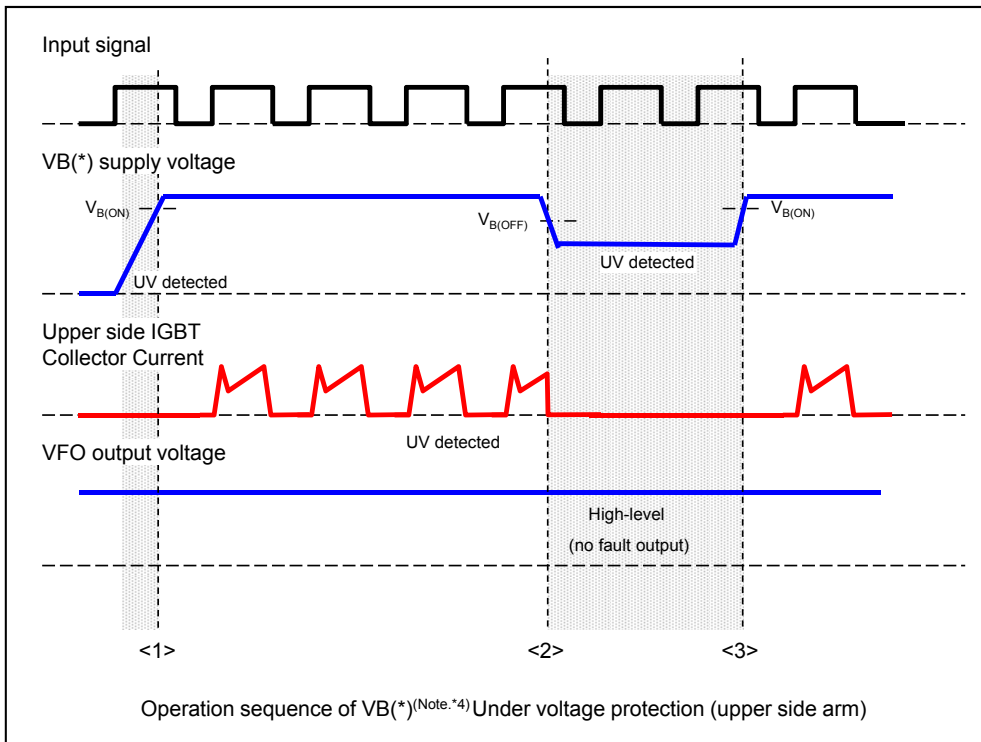 Input signal
VB(*) supply voltage
VB(ON)
VB(OFF)
VB(ON)
UV detected
UV detected
Upper side IGBT
Collector Current
UV detected
VFO output voltage
High-level
(no fault output)
<1>
<2>
<3>
Operation sequence of VB(*)(Note.*4) Under voltage protection (upper side arm)